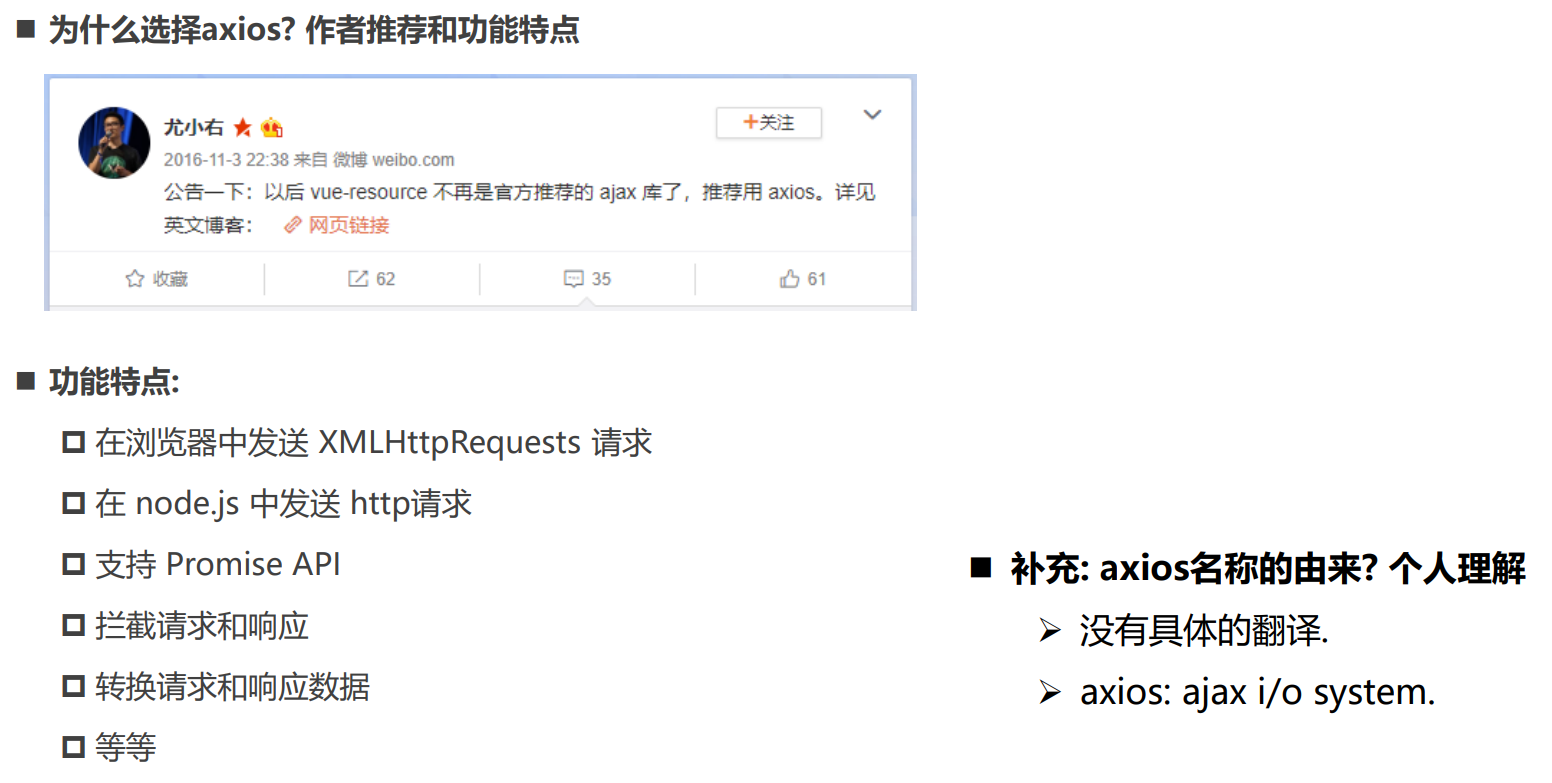 为什么选择axios? 作者推荐和功能特点
尤小右
+关注
2016-11-3 22:38 来自 微博 weibo.com
公告一下：以后 vue-resource 不再是官方推荐的 ajax 库了，推荐用 axios。详见
英文博客： 网页链接
收藏 62 35 61
功能特点:
在浏览器中发送 XMLHttpRequests 请求
在 node.js 中发送 http请求
支持 Promise API
拦截请求和响应
转换请求和响应数据
等等
补充: axios名称的由来? 个人理解
没有具体的翻译.
axios: ajax i/o system.